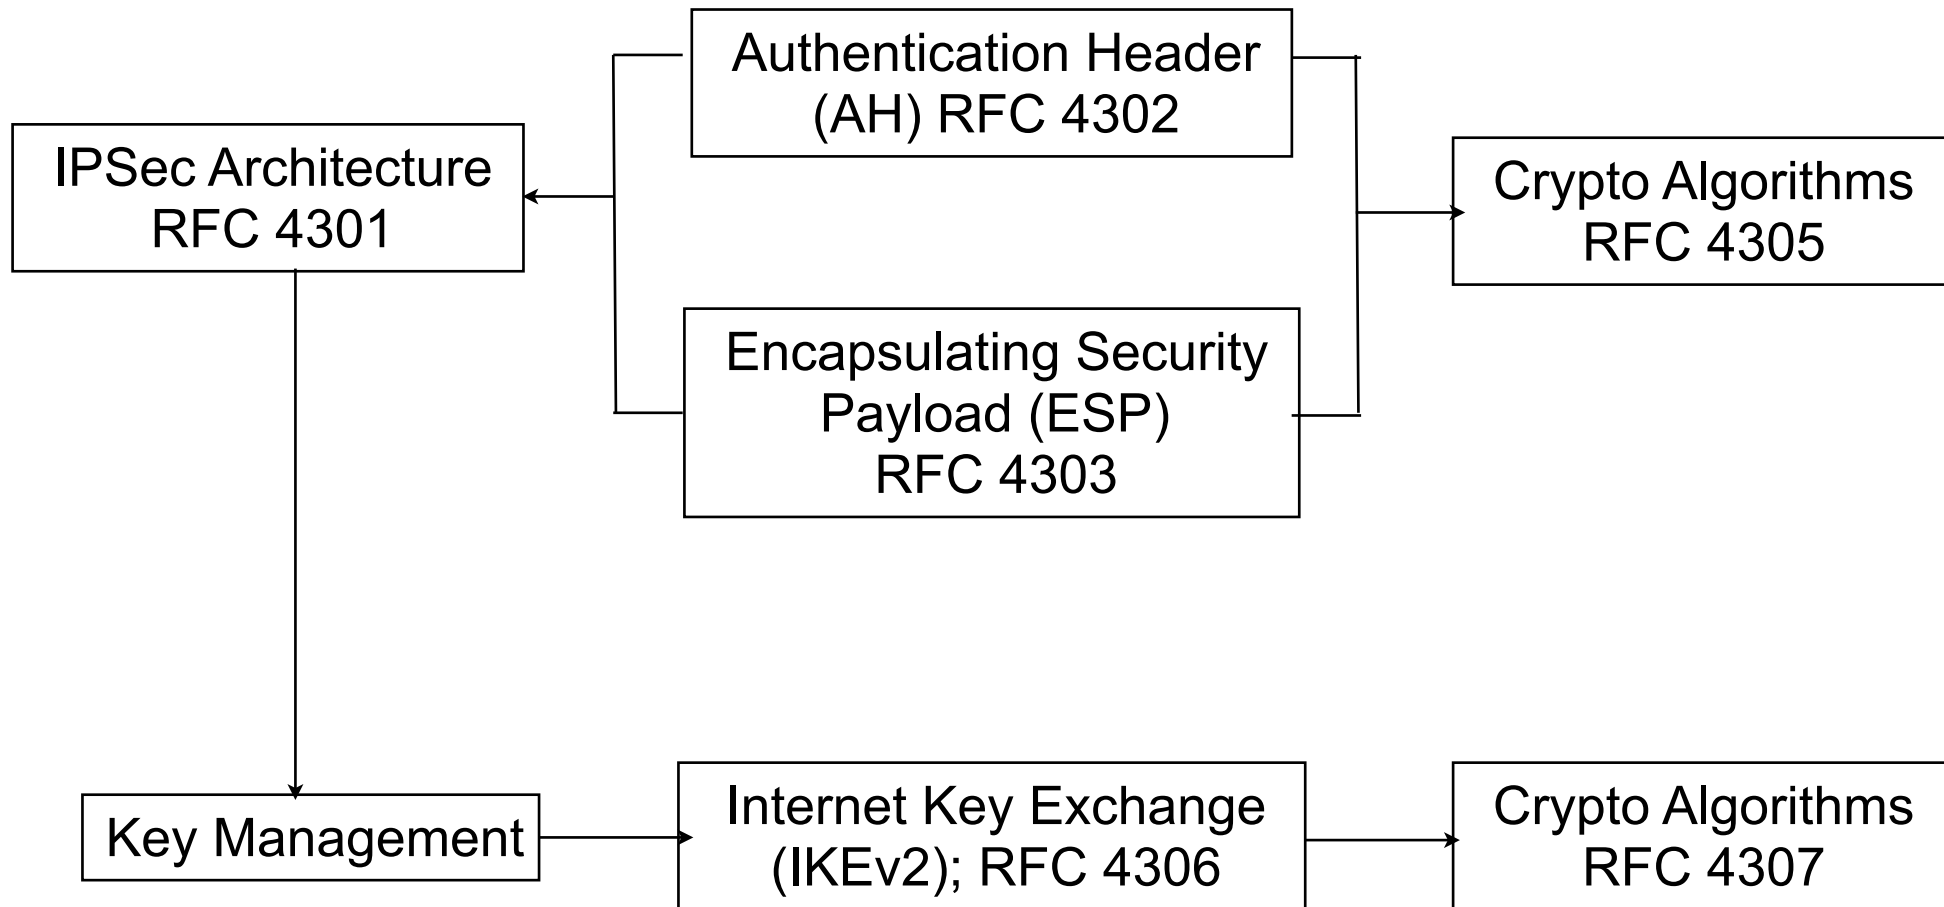 Authentication Header
(AH) RFC 4302
IPSec Architecture
RFC 4301
Crypto Algorithms
RFC 4305
Encapsulating Security
Payload (ESP)
RFC 4303
Key Management
Internet Key Exchange
(IKEv2); RFC 4306
Crypto Algorithms
RFC 4307